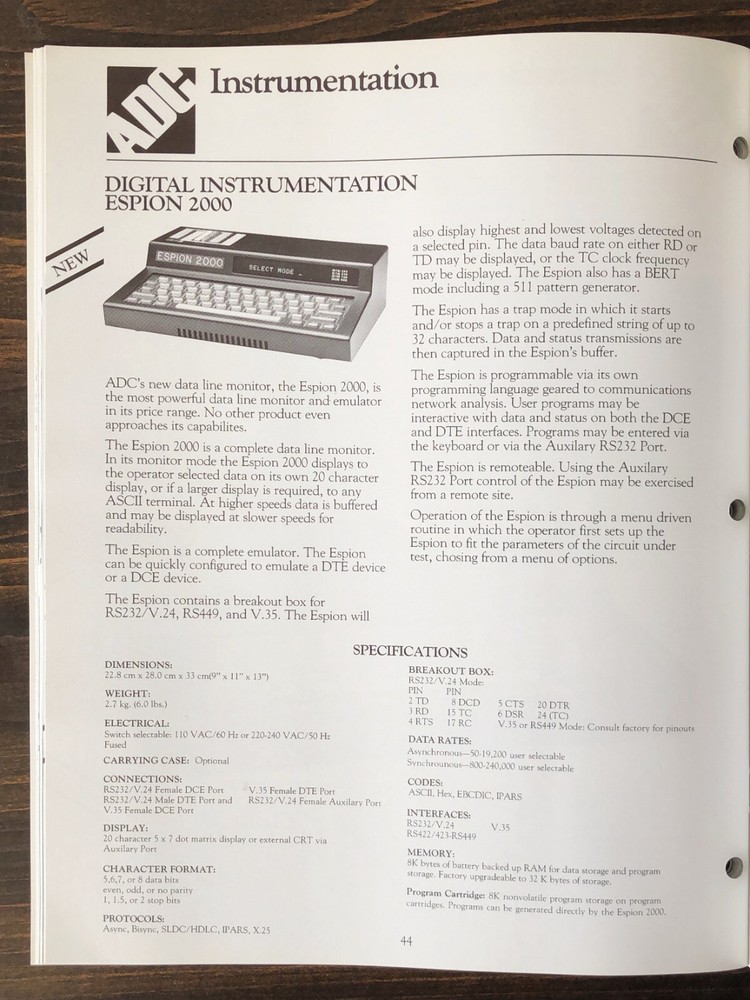 ADC Instrumentation
DIGITAL INSTRUMENTATION
ESPION 2000
NEW
ESPION 2000
SELECT MODE _
ADC's new data line monitor, the Espion 2000, is
the most powerful data line monitor and emulator
in its price range. No other product even
approaches its capabilites.
The Espion 2000 is a complete data line monitor.
In its monitor mode the Espion 2000 displays to
the operator selected data on its own 20 character
display, or if a larger display is required, to any
ASCII terminal. At higher speeds data is buffered
and may be displayed at slower speeds for
readability.
The Espion is a complete emulator. The Espion
can be quickly configured to emulate a DTE device
or a DCE device.
The Espion contains a breakout box for
RS232/V.24, RS449, and V.35. The Espion will
also display highest and lowest voltages detected on
a selected pin. The data baud rate on either RD or
TD may be displayed, or the TC clock frequency
may be displayed. The Espion also has a BERT
mode including a 511 pattern generator.
The Espion has a trap mode in which it starts
and/or stops a trap on a predefined string of up to
32 characters. Data and status transmissions are
then captured in the Espion's buffer.
The Espion is programmable via its own
programming language geared to communications
network analysis. User programs may be
interactive with data and status on both the DCE
and DTE interfaces. Programs may be entered via
the keyboard or via the Auxilary RS232 Port.
The Espion is remoteable. Using the Auxilary
RS232 Port control of the Espion may be exercised
from a remote site.
Operation of the Espion is through a menu driven
routine in which the operator first sets up the
Espion to fit the parameters of the circuit under
test, chosing from a menu of options.
SPECIFICATIONS
DIMENSIONS:
22.8 cm x 28.0 cm x 33 cm(9" x 11" x 13")
WEIGHT:
2.7 kg. (6.0 lbs.)
ELECTRICAL:
Switch selectable: 110 VAC/60 Hz or 220-240 VAC/50 Hz
Fused
CARRYING CASE: Optional
CONNECTIONS:
RS232/V.24 Female DCE Port V.35 Female DTE Port
RS232/V.24 Male DTE Port and RS232/V.24 Female Auxilary Port
V.35 Female DCE Port
DISPLAY:
20 character 5 x 7 dot matrix display or external CRT via
Auxilary Port
CHARACTER FORMAT:
5,6,7, or 8 data bits
even, odd, or no parity
1, 1.5, or 2 stop bits
PROTOCOLS:
Async, Bisync, SLDC/HDLC, IPARS, X.25
BREAKOUT BOX:
RS232/V.24 Mode:
PIN PIN
2 TD 8 DCD 5 CTS 20 DTR
3 RD 15 TC 6 DSR 24 (TC)
4 RTS 17 RC V.35 or RS449 Mode: Consult factory for pinouts
DATA RATES:
Asynchronous—50-19,200 user selectable
Synchrounous—800-240,000 user selectable
CODES:
ASCII, Hex, EBCDIC, IPARS
INTERFACES:
RS232/V.24 V.35
RS422/423-RS449
MEMORY:
8K bytes of battery backed up RAM for data storage and program
storage. Factory upgradeable to 32 K bytes of storage.
Program Cartridge: 8K nonvolatile program storage on program
cartridges. Programs can be generated directly by the Espion 2000.
44